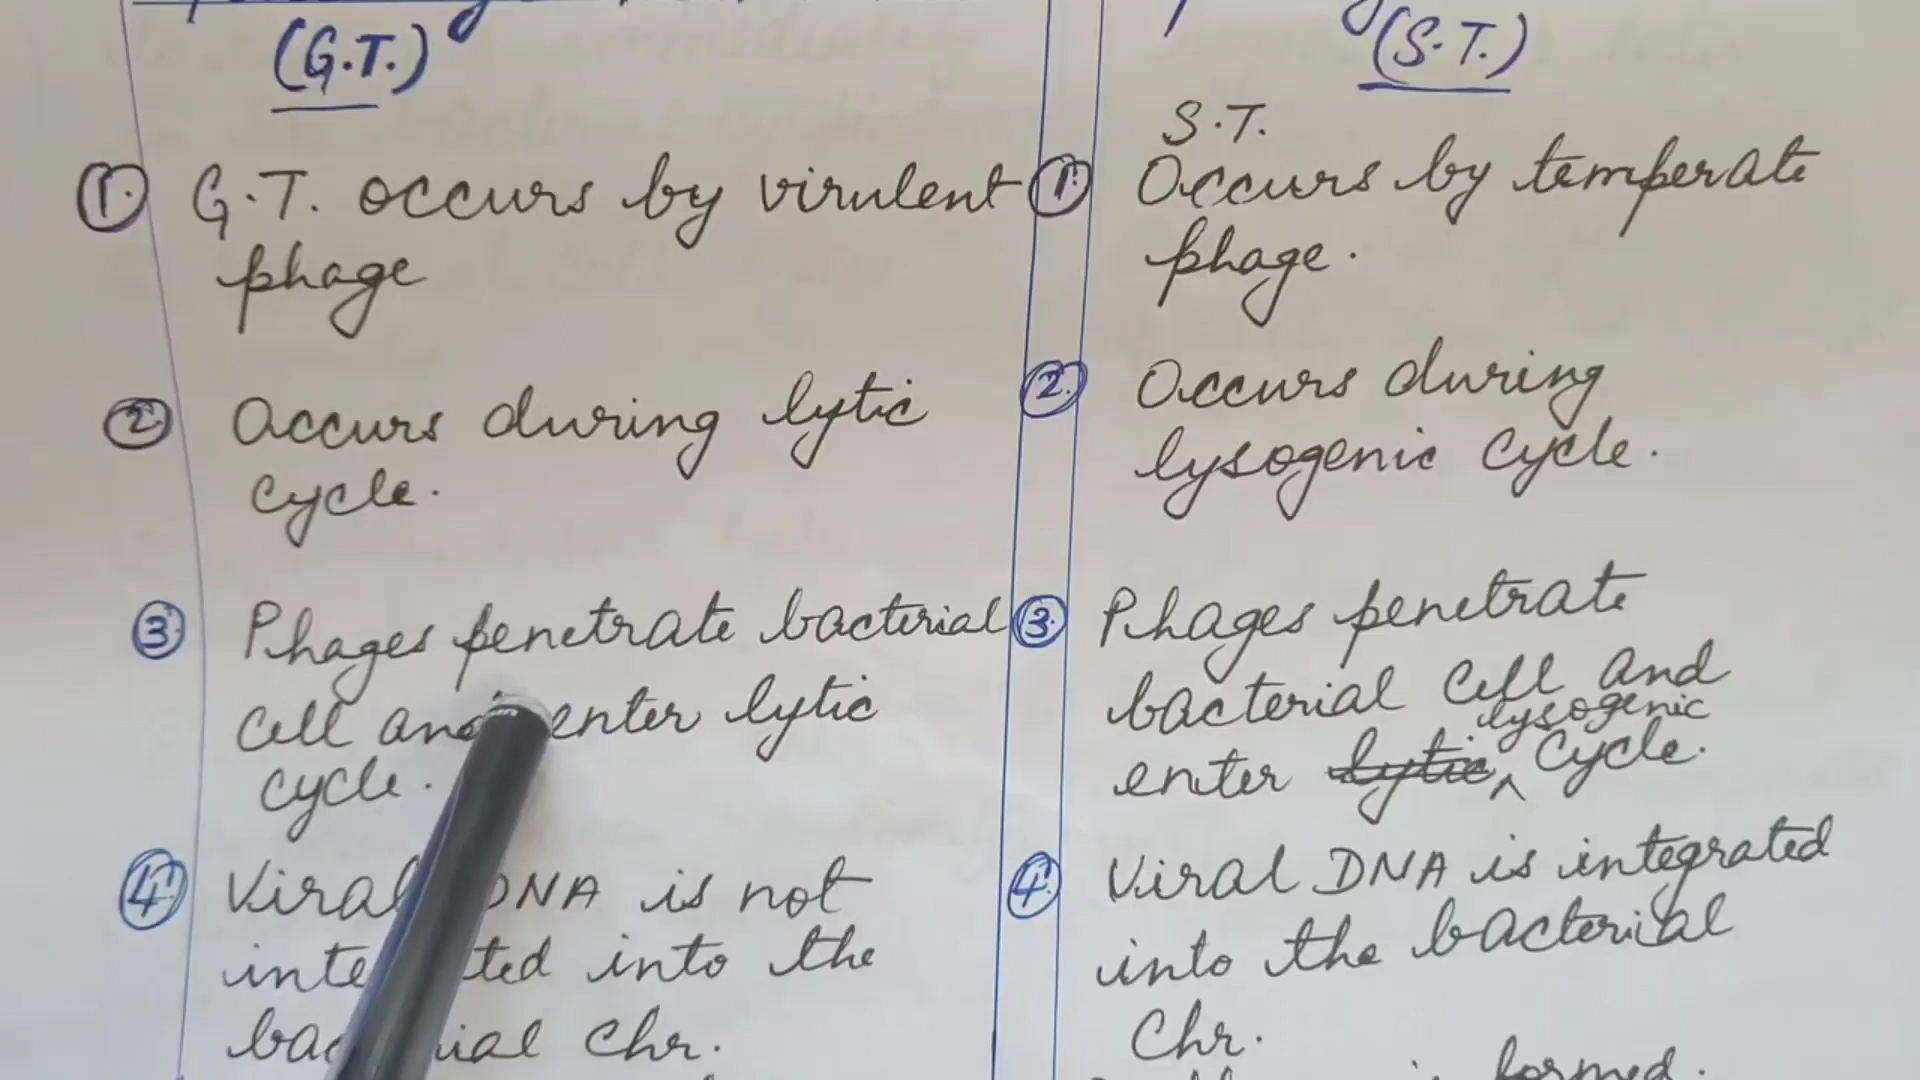 (G.T.)
① G.T. occurs by virulent
phage
② Occurs during lytic
cycle.
③ Phages penetrate bacterial
cell and enter lytic
cycle.
④ Viral DNA is not
into the
chr.
(S.T.)
S.T.
① Occurs by temperate
phage.
② Occurs during
lysogenic cycle.
③ Phages penetrate
bacterial cell and
lysogenic
enter lytic cycle.
④ Viral DNA is integrated
into the bacterial
chr.
formed.